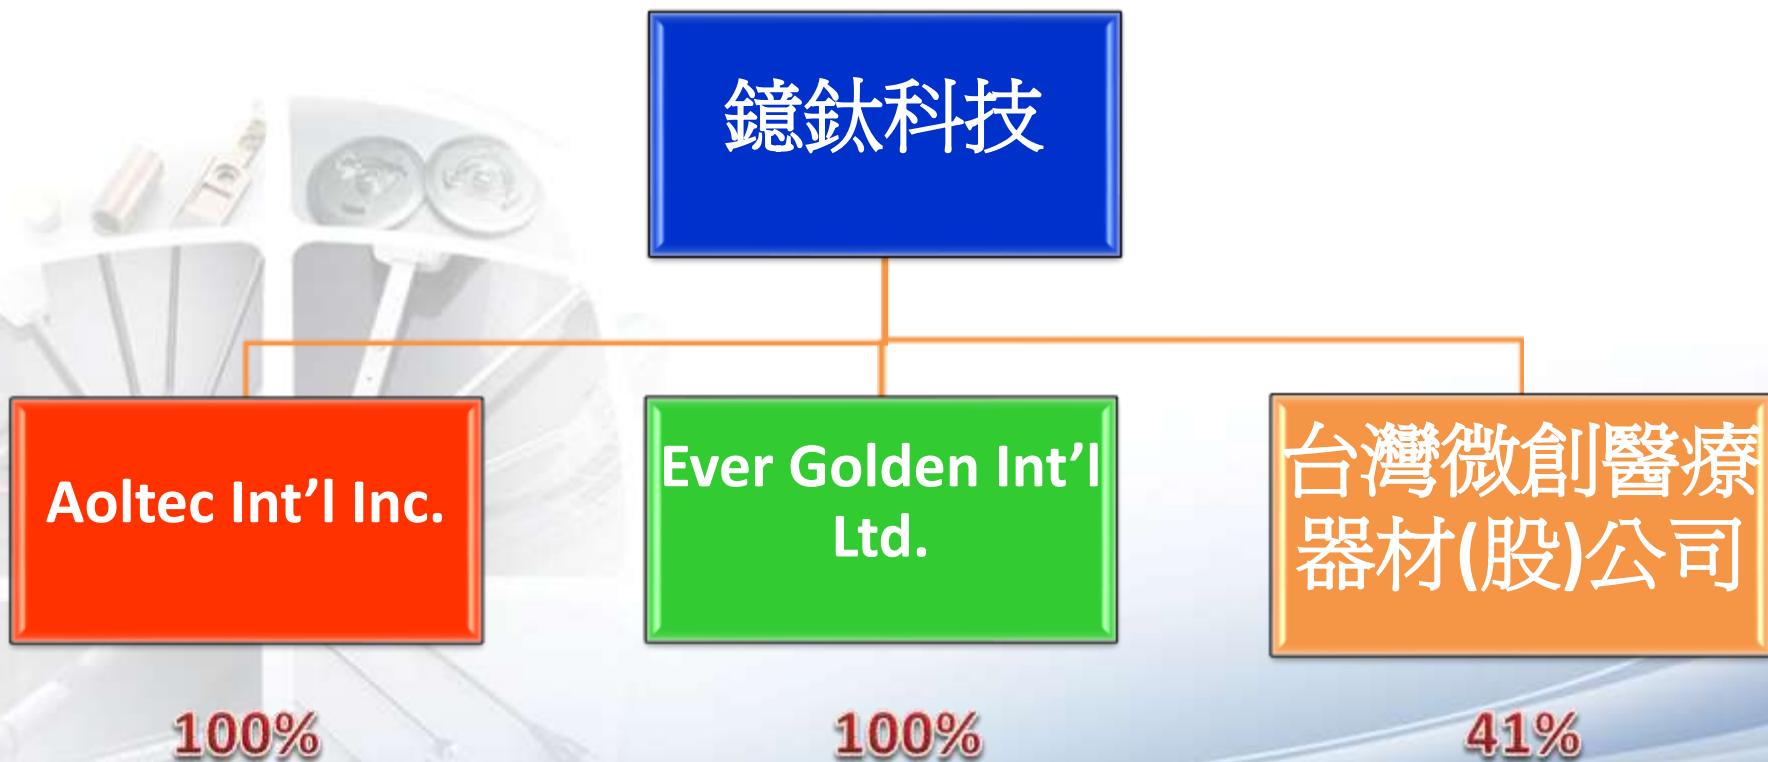 鐿鈦科技
Aoltec Int’l Inc.
Ever Golden Int’l
Ltd.
台灣微創醫療
器材(股)公司
100%
100%
41%